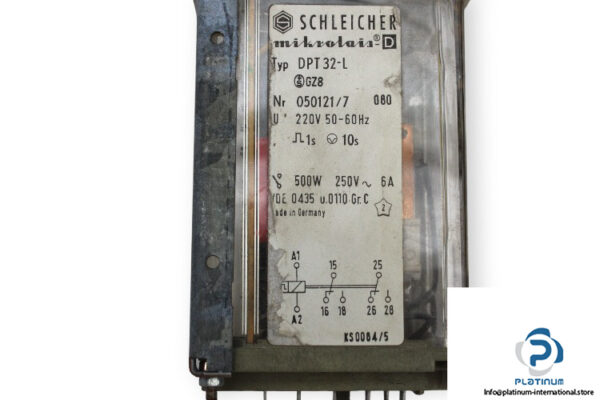 SCHLEICHER
mikrolais® D
Typ DPT 32-L
GZ8
Nr 050121/7 080
U 220V 50-60Hz
1s 10s
500W 250V ~ 6A
VDE 0435 u.0110 Gr.C
2
Made in Germany
A1
15 25
A2
16 18 26 28
KS0084/5
PLATINUM
Info@platinum-international.store